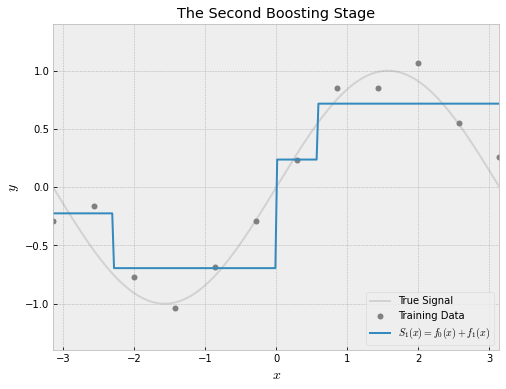 The Second Boosting Stage
y
1.0
0.5
0.0
−0.5
−1.0
−3
−2
−1
0
1
2
3
x
True Signal
Training Data
S₁(x) = f₀(x) + f₁(x)